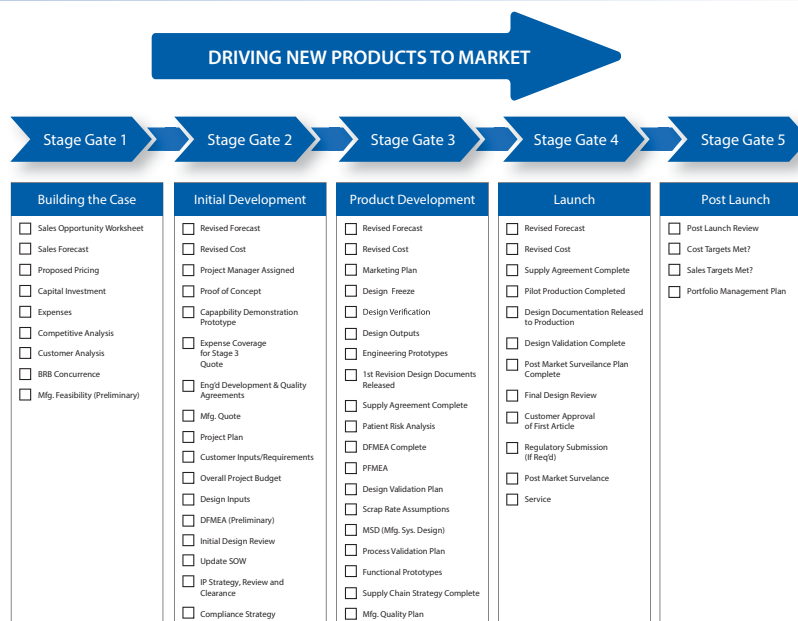 DRIVING NEW PRODUCTS TO MARKET
Stage Gate 1
Stage Gate 2
Stage Gate 3
Stage Gate 4
Stage Gate 5
Building the Case
Sales Opportunity Worksheet
Sales Forecast
Proposed Pricing
Capital Investment
Expenses
Competitive Analysis
Customer Analysis
BRB Concurrence
Mfg. Feasibility (Preliminary)
Initial Development
Revised Forecast
Revised Cost
Project Manager Assigned
Proof of Concept
Capapbility Demonstration
Prototype
Expense Coverage
for Stage 3
Quote
Eng'd Development & Quality
Agreements
Mfg. Quote
Project Plan
Customer Inputs/Requirements
Overall Project Budget
Design Inputs
DFMEA (Preliminary)
Initial Design Review
Update SOW
IP Strategy, Review and
Clearance
Compliance Strategy
Product Development
Revised Forecast
Revised Cost
Marketing Plan
Design Freeze
Design Verification
Design Outputs
Engineering Prototypes
1st Revision Design Documents
Released
Supply Agreement Complete
Patient Risk Analysis
DFMEA Complete
PFMEA
Design Validation Plan
Scrap Rate Assumptions
MSD (Mfg. Sys. Design)
Process Validation Plan
Functional Prototypes
Supply Chain Strategy Complete
Mfg. Quality Plan
Launch
Revised Forecast
Revised Cost
Supply Agreement Complete
Pilot Production Completed
Design Documentation Released
to Production
Design Validation Complete
Post Market Surveilance Plan
Complete
Final Design Review
Customer Approval
of First Article
Regulatory Submission
(If Req'd)
Post Market Survelance
Service
Post Launch
Post Launch Review
Cost Targets Met?
Sales Targets Met?
Portfolio Management Plan